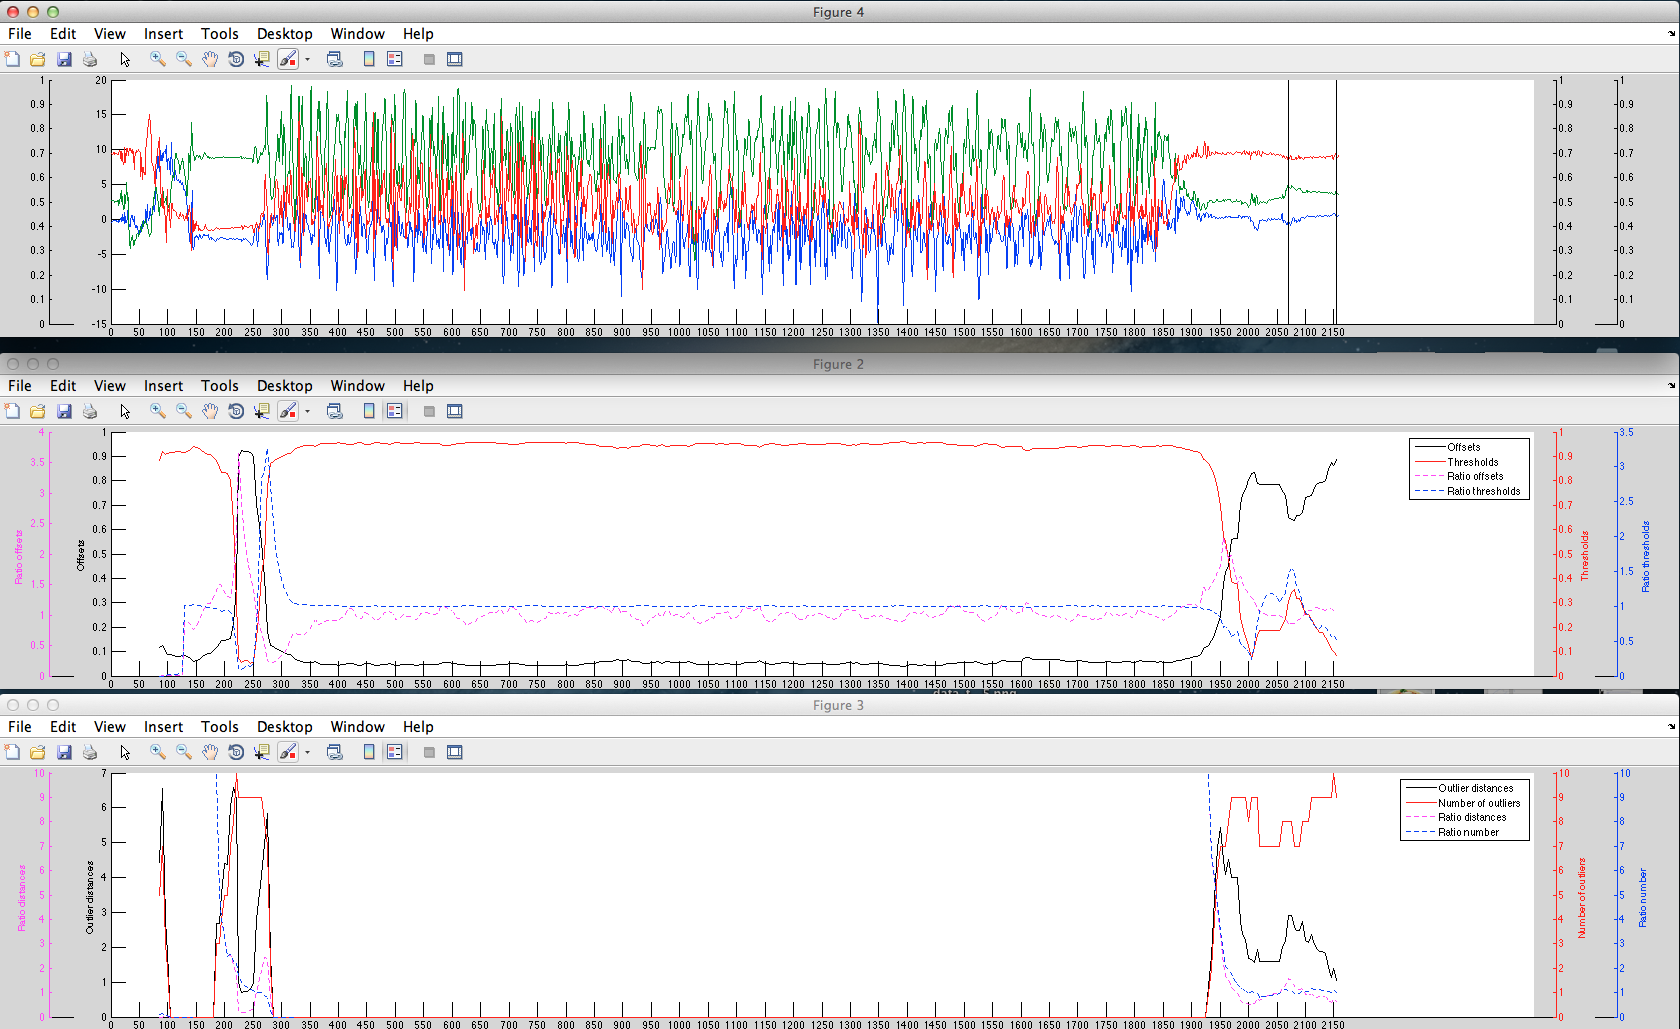 Figure 4
File Edit View Insert Tools Desktop Window Help
1 20 1 1
0.9 15 0.9 0.9
0.8 0.8 0.8
0.7 10 0.7 0.7
0.6 5 0.6 0.6
0.5 0.5 0.5
0.4 0 0.4 0.4
0.3 -5 0.3 0.3
0.2 0.2 0.2
0.1 -10 0.1 0.1
0 -15 0 0
0 50 100 150 200 250 300 350 400 450 500 550 600 650 700 750 800 850 900 950 1000 1050 1100 1150 1200 1250 1300 1350 1400 1450 1500 1550 1600 1650 1700 1750 1800 1850 1900 1950 2000 2050 2100 2150
Figure 2
File Edit View Insert Tools Desktop Window Help
4 1 1 3.5
3.5 0.9 0.9 3
3 0.8 0.8 2.5
2.5 0.7 0.7
2 0.6 0.6 2
1.5 0.5 0.5 1.5
1 0.4 0.4 1
0.5 0.3 0.3 0.5
0 0.2 0.2 0
0.1 0.1
0 0
Ratio offsets
Offsets
Offsets
Thresholds
Ratio offsets
Ratio thresholds
Thresholds
Ratio thresholds
0 50 100 150 200 250 300 350 400 450 500 550 600 650 700 750 800 850 900 950 1000 1050 1100 1150 1200 1250 1300 1350 1400 1450 1500 1550 1600 1650 1700 1750 1800 1850 1900 1950 2000 2050 2100 2150
Figure 3
File Edit View Insert Tools Desktop Window Help
10 7 10 10
9 6 9 9
8 8 8
7 5 7 7
6 4 6 6
5 5 5
4 3 4 4
3 2 3 3
2 2 2
1 1 1 1
0 0 0 0
Ratio distances
Outlier distances
Outlier distances
Number of outliers
Ratio distances
Ratio number
Number of outliers
Ratio number
0 50 100 150 200 250 300 350 400 450 500 550 600 650 700 750 800 850 900 950 1000 1050 1100 1150 1200 1250 1300 1350 1400 1450 1500 1550 1600 1650 1700 1750 1800 1850 1900 1950 2000 2050 2100 2150